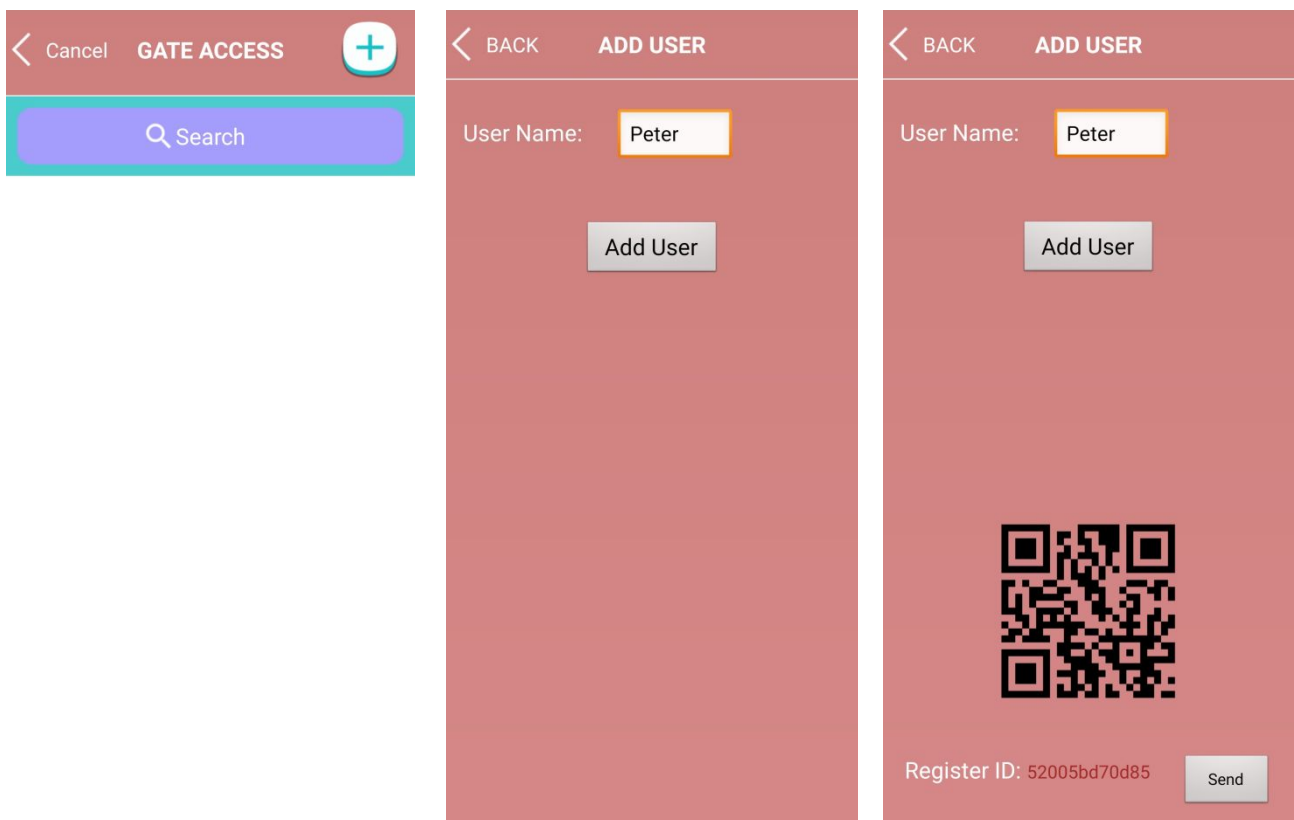 Cancel GATE ACCESS
Search
BACK ADD USER
User Name: Peter
Add User
BACK ADD USER
User Name: Peter
Add User
Register ID: 52005bd70d85 Send